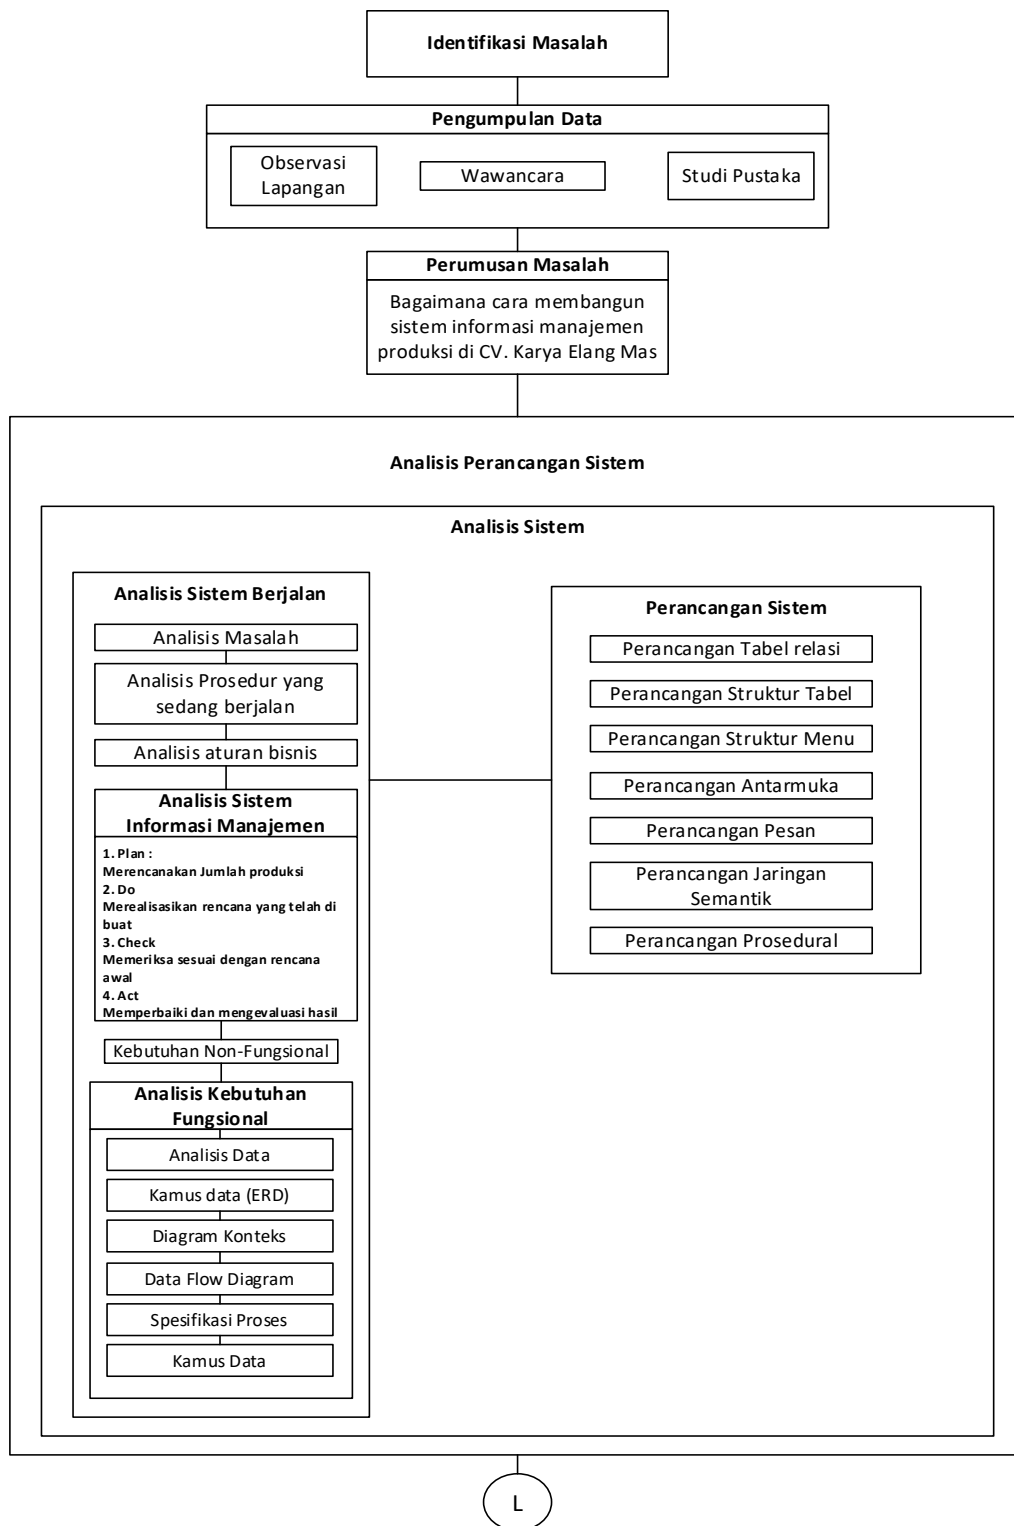 Identifikasi Masalah
Pengumpulan Data
Observasi
Lapangan
Wawancara
Studi Pustaka
Perumusan Masalah
Bagaimana cara membangun
sistem informasi manajemen
produksi di CV. Karya Elang Mas
Analisis Perancangan Sistem
Analisis Sistem
Analisis Sistem Berjalan
Analisis Masalah
Analisis Prosedur yang
sedang berjalan
Analisis aturan bisnis
Analisis Sistem
Informasi Manajemen
1. Plan :
Merencanakan Jumlah produksi
2. Do
Merealisasikan rencana yang telah di
buat
3. Check
Memeriksa sesuai dengan rencana
awal
4. Act
Memperbaiki dan mengevaluasi hasil
Kebutuhan Non-Fungsional
Analisis Kebutuhan
Fungsional
Analisis Data
Kamus data (ERD)
Diagram Konteks
Data Flow Diagram
Spesifikasi Proses
Kamus Data
Perancangan Sistem
Perancangan Tabel relasi
Perancangan Struktur Tabel
Perancangan Struktur Menu
Perancangan Antarmuka
Perancangan Pesan
Perancangan Jaringan
Semantik
Perancangan Prosedural
L